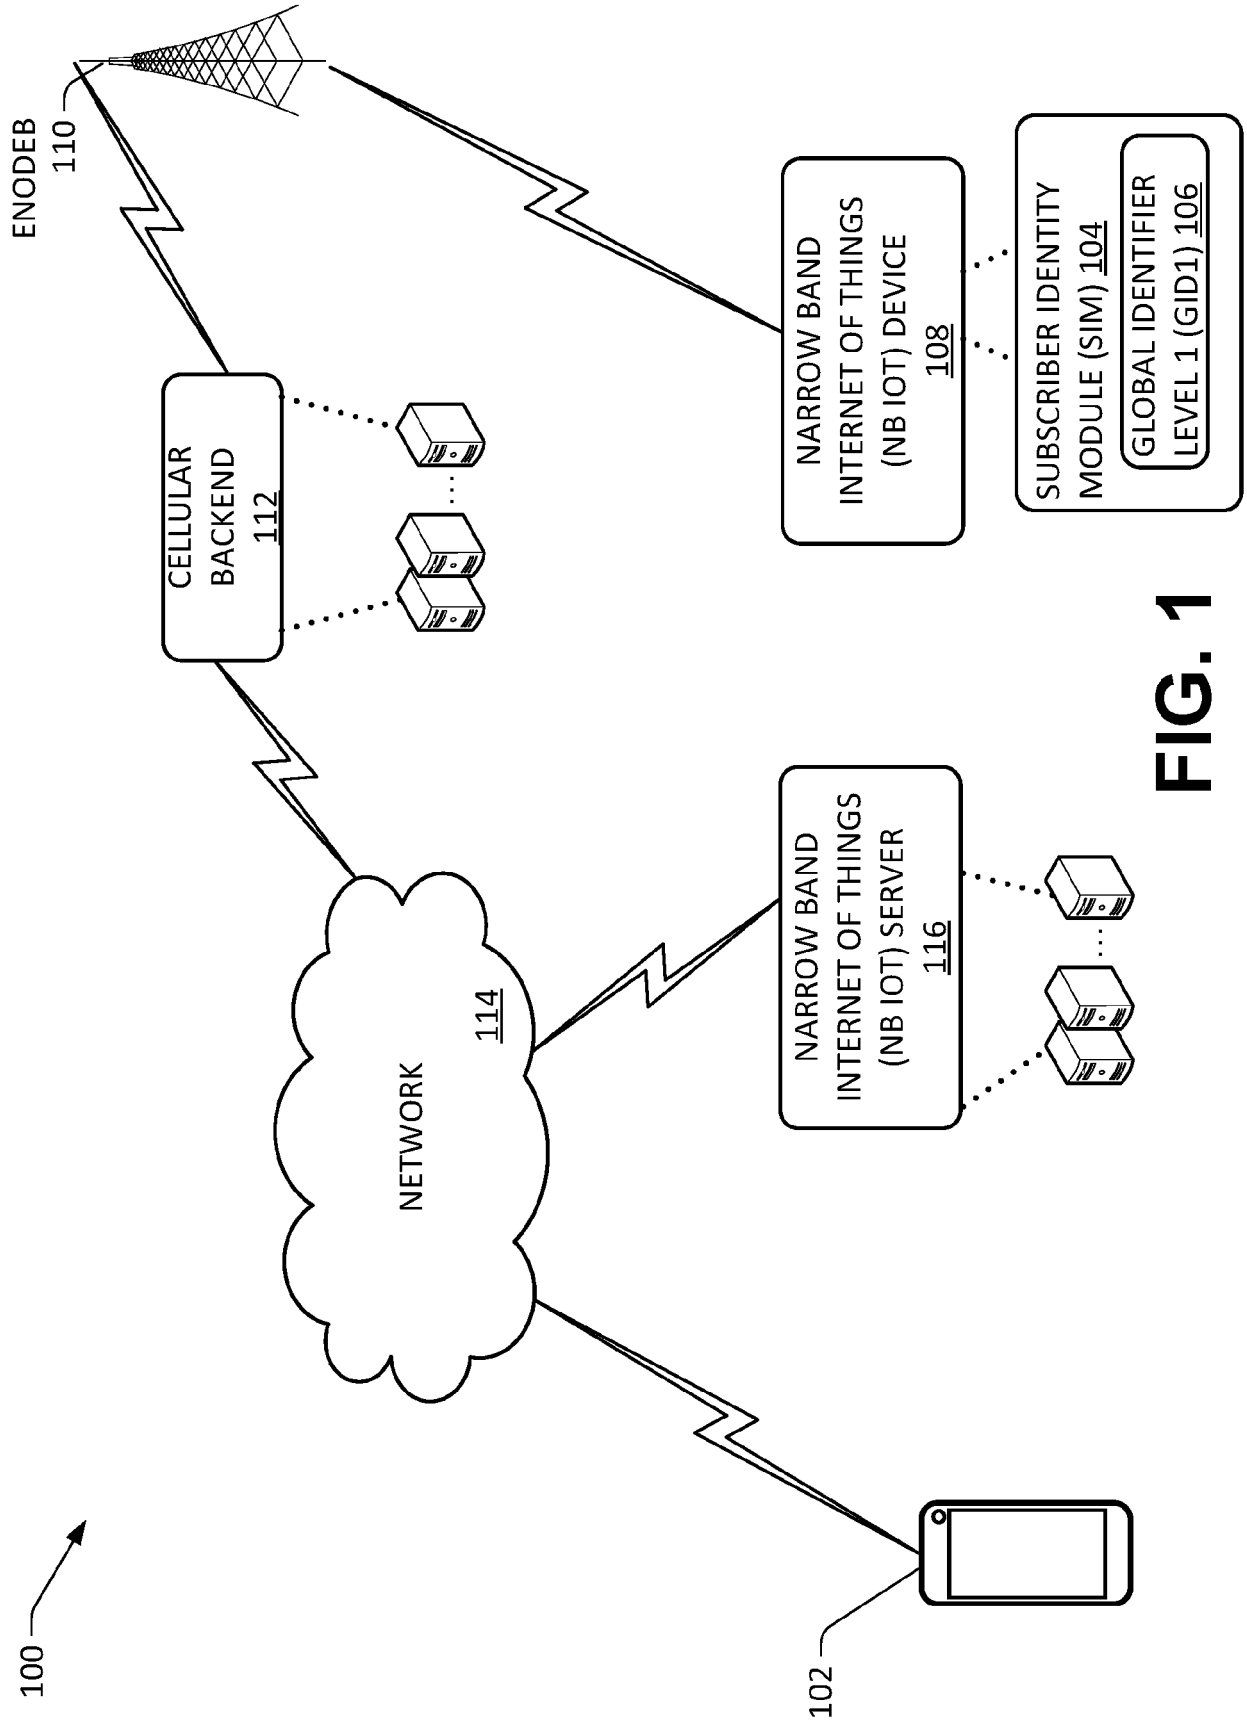 100
102
NETWORK
114
CELLULAR
BACKEND
112
ENODEB
110
NARROW BAND
INTERNET OF THINGS
(NB IOT) SERVER
116
NARROW BAND
INTERNET OF THINGS
(NB IOT) DEVICE
108
SUBSCRIBER IDENTITY
MODULE (SIM) 104
GLOBAL IDENTIFIER
LEVEL 1 (GID1) 106
FIG. 1